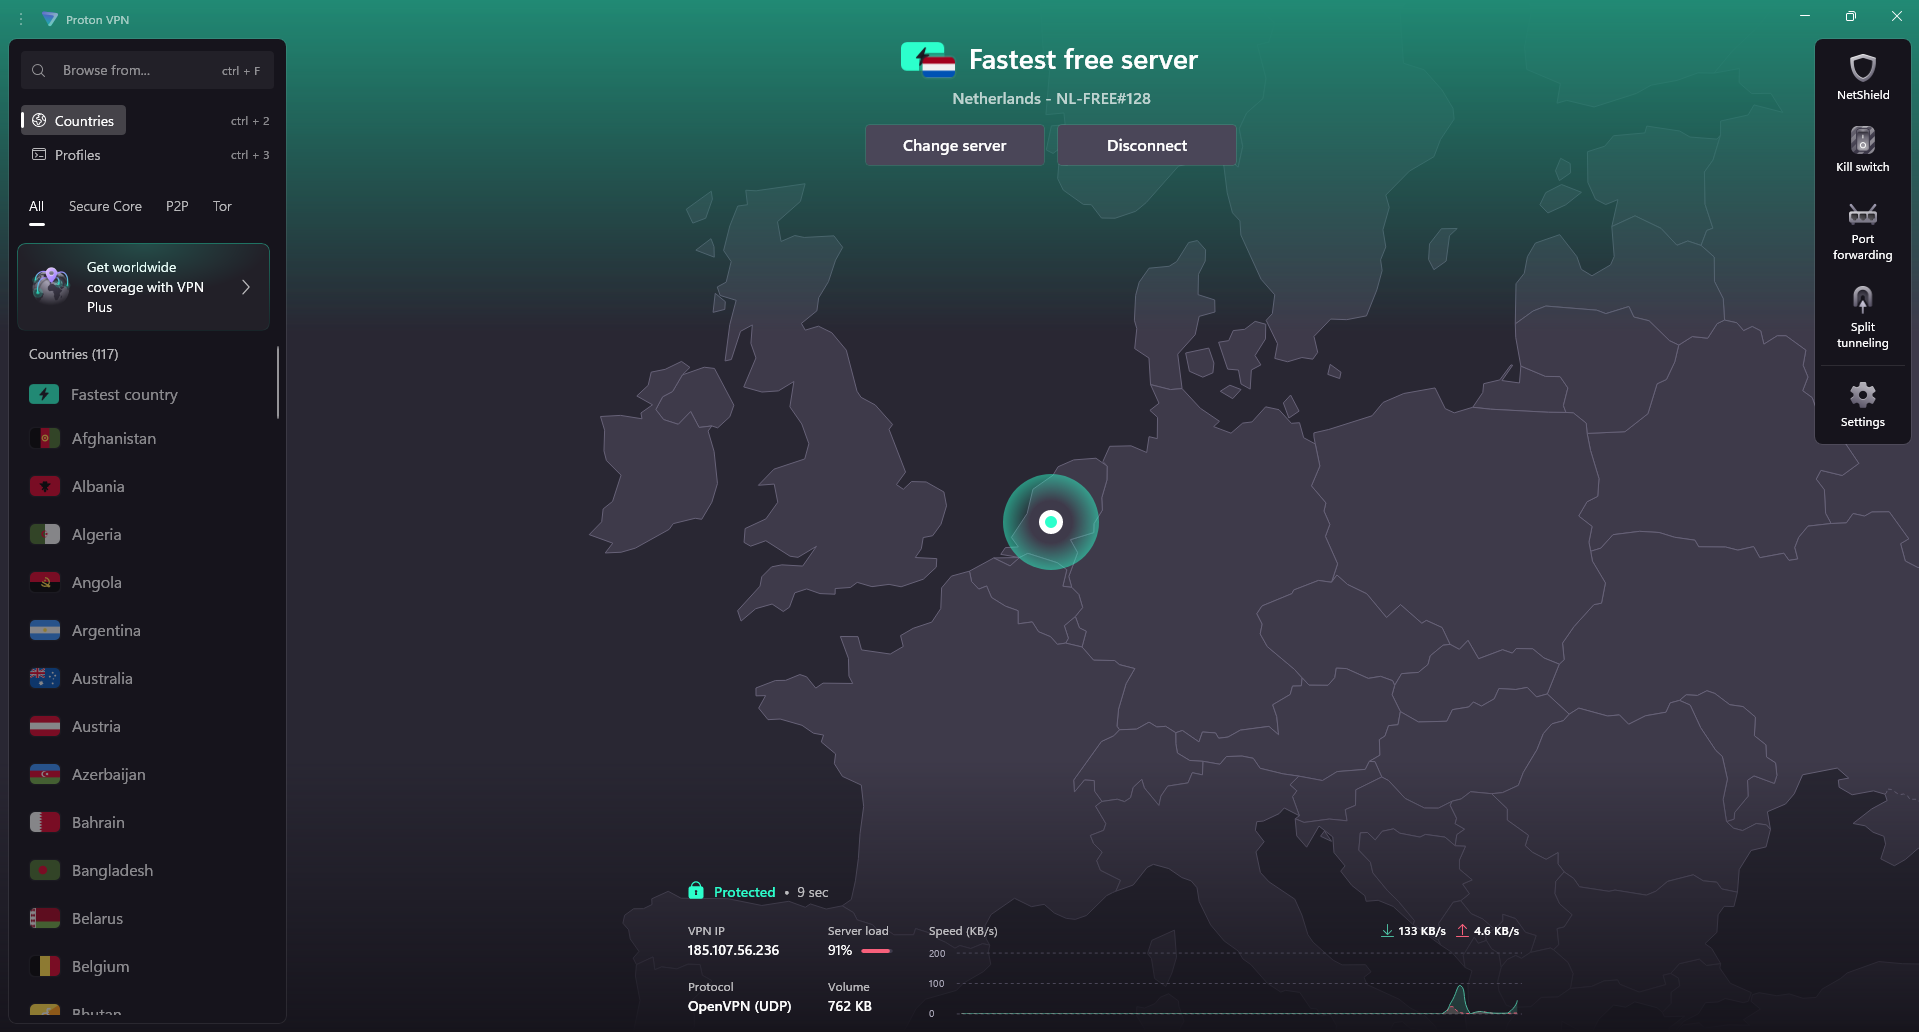 Proton VPN
Browse from...
ctrl + F
Countries
ctrl + 2
Profiles
ctrl + 3
All
Secure Core
P2P
Tor
Get worldwide
coverage with VPN
Plus
Countries (117)
Fastest country
Afghanistan
Albania
Algeria
Angola
Argentina
Australia
Austria
Azerbaijan
Bahrain
Bangladesh
Belarus
Belgium
Bhutan
Fastest free server
Netherlands - NL-FREE#128
Change server
Disconnect
NetShield
Kill switch
Port
forwarding
Split
tunneling
Settings
Protected • 9 sec
VPN IP
185.107.56.236
Server load
91%
Protocol
OpenVPN (UDP)
Volume
762 KB
Speed (KB/s)
133 KB/s
4.6 KB/s
200
100
0